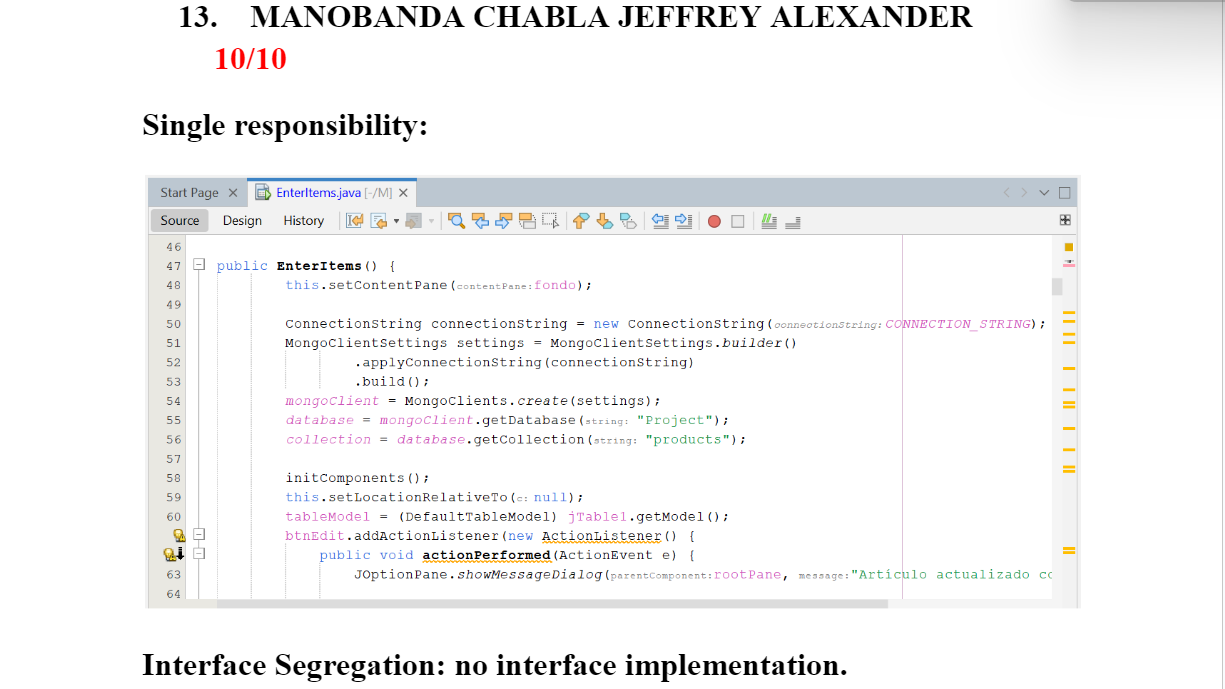 13. MANOBANDA CHABLA JEFFREY ALEXANDER
10/10
Single responsibility:
Start Page EnterItems.java [-/M]
Source Design History
46
47 public EnterItems() {
48 this.setContentPane(contentPane:fondo);
49
50 ConnectionString connectionString = new ConnectionString(connectionString:CONNECTION_STRING);
51 MongoClientSettings settings = MongoClientSettings.builder()
52 .applyConnectionString(connectionString)
53 .build();
54 mongoClient = MongoClients.create(settings);
55 database = mongoClient.getDatabase(string: "Project");
56 collection = database.getCollection(string: "products");
57
58 initComponents();
59 this.setLocationRelativeTo(c: null);
60 tableModel = (DefaultTableModel) jTable1.getModel();
btnEdit.addActionListener(new ActionListener() {
public void actionPerformed(ActionEvent e) {
63 JOptionPane.showMessageDialog(parentComponent:rootPane, message:"Articulo actualizado co
64
Interface Segregation: no interface implementation.